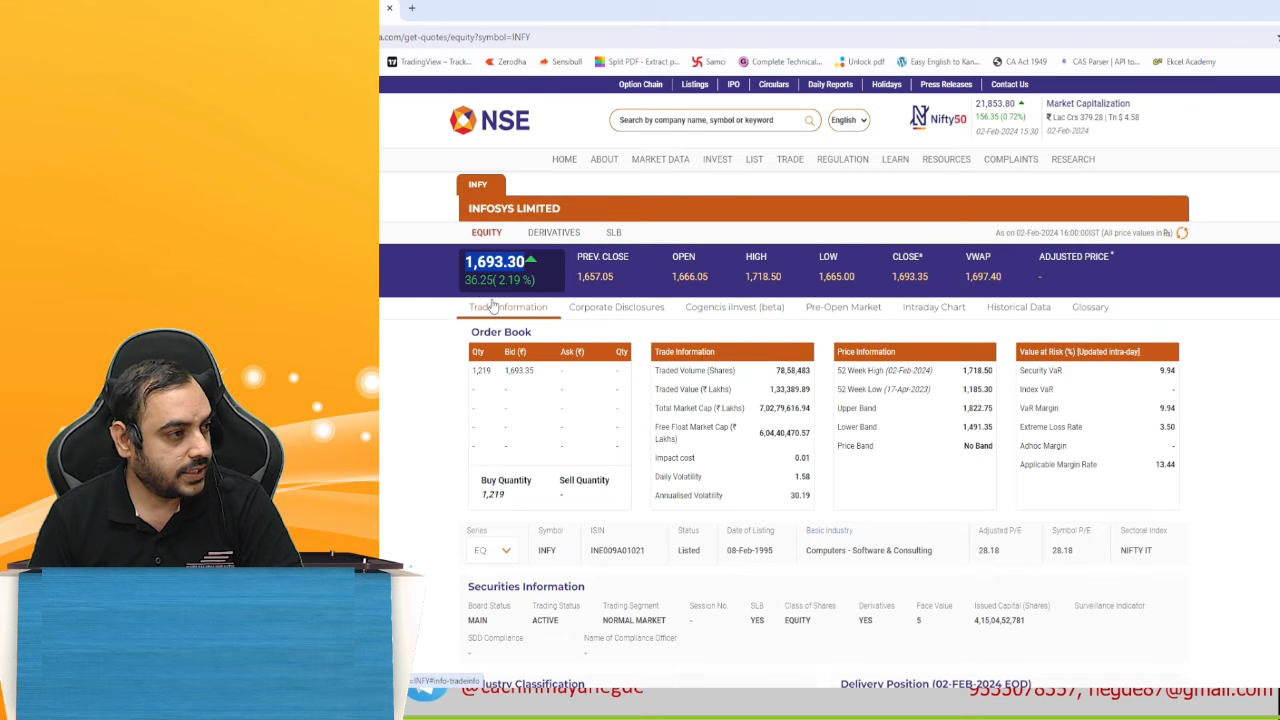 a.com/get-quotes/equity?symbol=INFY
TradingView – Track... Zerodha Sensibull Split PDF - Extract p... Samci Complete Technical... Unlock pdf Easy English to Kan... CA Act 1949 CAS Parser | API to... Ekcel Academy
Option Chain Listings IPO Circulars Daily Reports Holidays Press Releases Contact Us
NSE
Search by company name, symbol or keyword
English
Nifty50
21,853.80
156.35 (0.72%)
02-Feb-2024 15:30
Market Capitalization
₹ Lac Crs 379.28 | Tn $ 4.58
02-Feb-2024
HOME ABOUT MARKET DATA INVEST LIST TRADE REGULATION LEARN RESOURCES COMPLAINTS RESEARCH
INFY
INFOSYS LIMITED
EQUITY DERIVATIVES SLB
As on 02-Feb-2024 16:00:00IST (All price values in ₹)
1,693.30
36.25( 2.19 %)
PREV. CLOSE OPEN HIGH LOW CLOSE* VWAP ADJUSTED PRICE*
1,657.05 1,666.05 1,718.50 1,665.00 1,693.35 1,697.40 -
Trade Information Corporate Disclosures Cogencis iInvest (beta) Pre-Open Market Intraday Chart Historical Data Glossary
Order Book
Qty Bid (₹) Ask (₹) Qty
1,219 1,693.35 - -
- - - -
- - - -
- - - -
- - - -
Buy Quantity Sell Quantity
1,219 -
Trade Information
Traded Volume (Shares) 78,58,483
Traded Value (₹ Lakhs) 1,33,389.89
Total Market Cap (₹ Lakhs) 7,02,79,616.94
Free Float Market Cap (₹
Lakhs) 6,04,40,470.57
Impact cost 0.01
Daily Volatility 1.58
Annualised Volatility 30.19
Price Information
52 Week High (02-Feb-2024) 1,718.50
52 Week Low (17-Apr-2023) 1,185.30
Upper Band 1,822.75
Lower Band 1,491.35
Price Band No Band
Value at Risk (%) [Updated intra-day]
Security VaR 9.94
Index VaR -
VaR Margin 9.94
Extreme Loss Rate 3.50
Adhoc Margin -
Applicable Margin Rate 13.44
Series Symbol ISIN Status Date of Listing Basic Industry Adjusted P/E Symbol P/E Sectoral Index
EQ INFY INE009A01021 Listed 08-Feb-1995 Computers - Software & Consulting 28.18 28.18 NIFTY IT
Securities Information
Board Status Trading Status Trading Segment Session No. SLB Class of Shares Derivatives Face Value Issued Capital (Shares) Surveillance Indicator
MAIN ACTIVE NORMAL MARKET - YES EQUITY YES 5 4,15,04,52,781
SDD Compliance Name of Compliance Officer
- -
=INFY#info-tradeinfo
Industry Classification Delivery Position (02-FEB-2024 EOD)